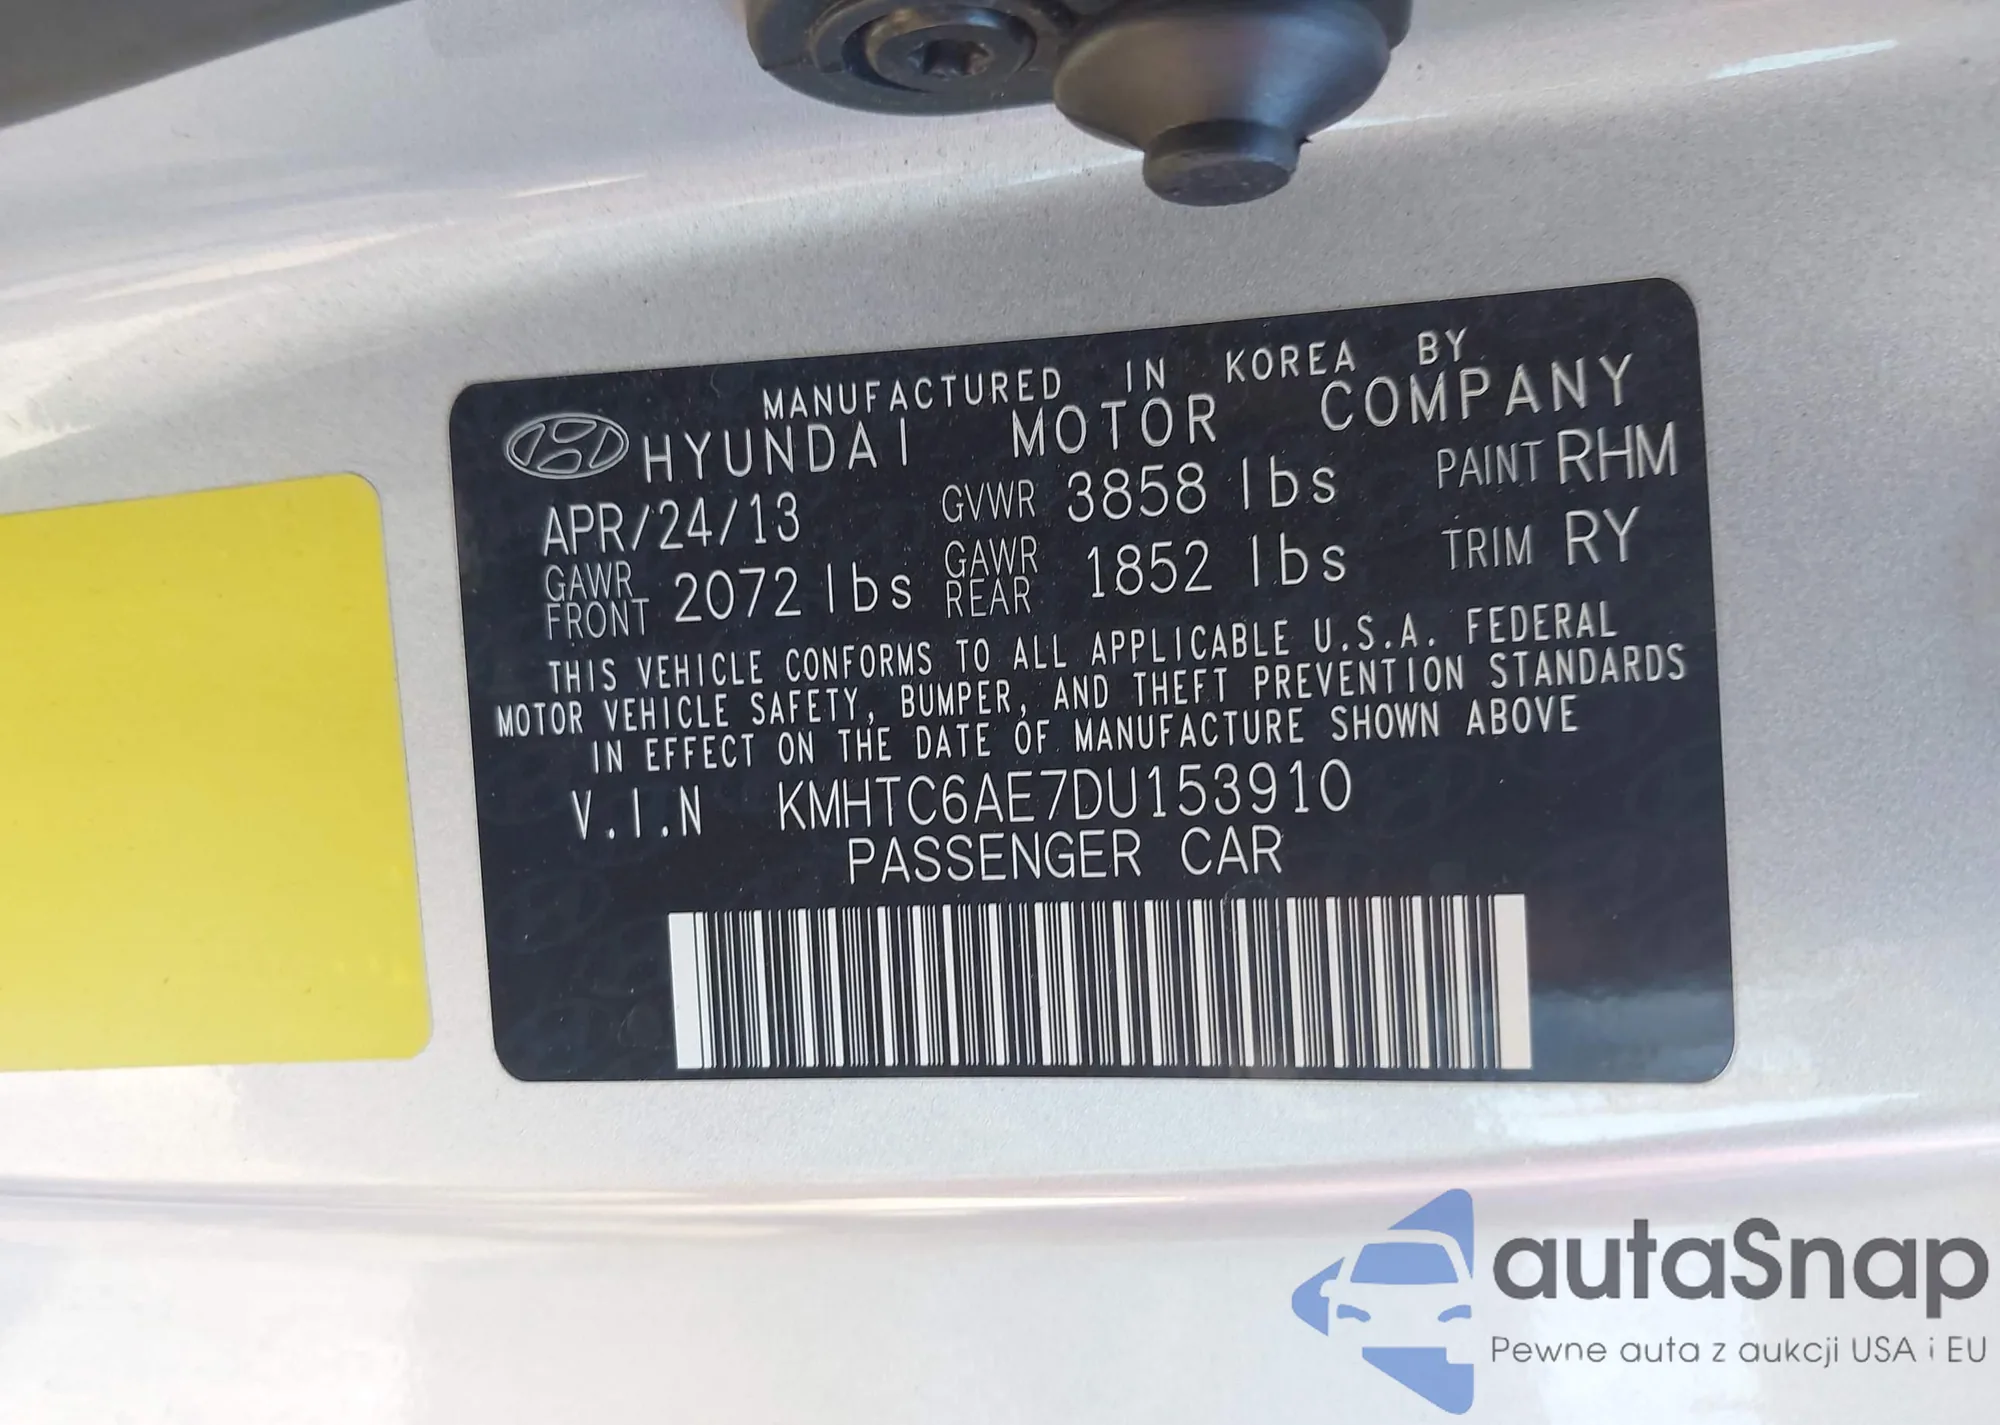 MANUFACTURED IN KOREA BY
HYUNDAI MOTOR COMPANY
APR/24/13 GVWR 3858 lbs PAINT RHM
GAWR FRONT 2072 lbs GAWR REAR 1852 lbs TRIM RY
THIS VEHICLE CONFORMS TO ALL APPLICABLE U.S.A. FEDERAL
MOTOR VEHICLE SAFETY, BUMPER, AND THEFT PREVENTION STANDARDS
IN EFFECT ON THE DATE OF MANUFACTURE SHOWN ABOVE
V.I.N KMHTC6AE7DU153910
PASSENGER CAR
autaSnap
Pewne auta z aukcji USA i EU